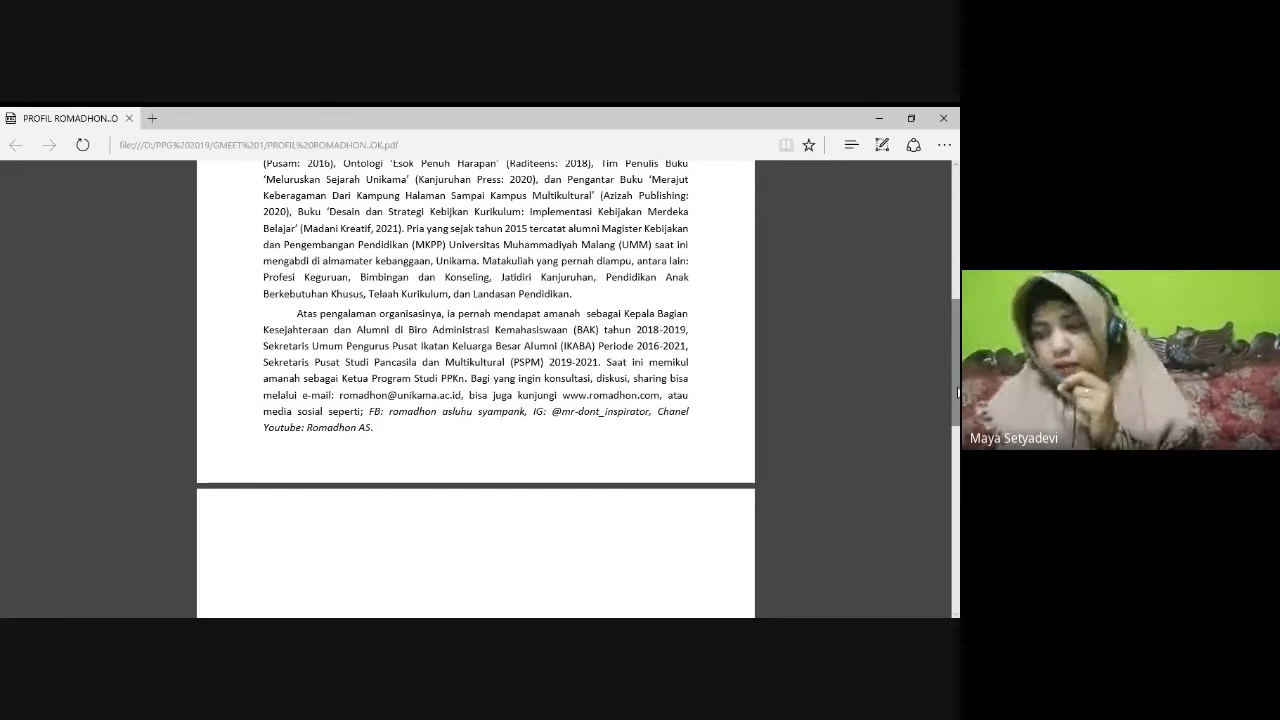 PROFIL ROMADHON..O
file:///D:/PPG%202019/GMEET%201/PROFIL%20ROMADHON..OK.pdf
(Pusam: 2016), Ontologi ‘Esok Penuh Harapan’ (Raditeens: 2018), Tim Penulis Buku
‘Meluruskan Sejarah Unikama’ (Kanjuruhan Press: 2020), dan Pengantar Buku ‘Merajut
Keberagaman Dari Kampung Halaman Sampai Kampus Multikultural’ (Azizah Publishing:
2020), Buku ‘Desain dan Strategi Kebijkan Kurikulum: Implementasi Kebijakan Merdeka
Belajar’ (Madani Kreatif, 2021). Pria yang sejak tahun 2015 tercatat alumni Magister Kebijakan
dan Pengembangan Pendidikan (MKPP) Universitas Muhammadiyah Malang (UMM) saat ini
mengabdi di almamater kebanggaan, Unikama. Matakuliah yang pernah diampu, antara lain:
Profesi Keguruan, Bimbingan dan Konseling, Jatidiri Kanjuruhan, Pendidikan Anak
Berkebutuhan Khusus, Telaah Kurikulum, dan Landasan Pendidikan.
Atas pengalaman organisasinya, ia pernah mendapat amanah sebagai Kepala Bagian
Kesejahteraan dan Alumni di Biro Administrasi Kemahasiswaan (BAK) tahun 2018-2019,
Sekretaris Umum Pengurus Pusat Ikatan Keluarga Besar Alumni (IKABA) Periode 2016-2021,
Sekretaris Pusat Studi Pancasila dan Multikultural (PSPM) 2019-2021. Saat ini memikul
amanah sebagai Ketua Program Studi PPKn. Bagi yang ingin konsultasi, diskusi, sharing bisa
melalui e-mail: romadhon@unikama.ac.id, bisa juga kunjungi www.romadhon.com, atau
media sosial seperti; FB: romadhon asluhu syampank, IG: @mr-dont_inspirator, Chanel
Youtube: Romadhon AS.
Maya Setyadevi